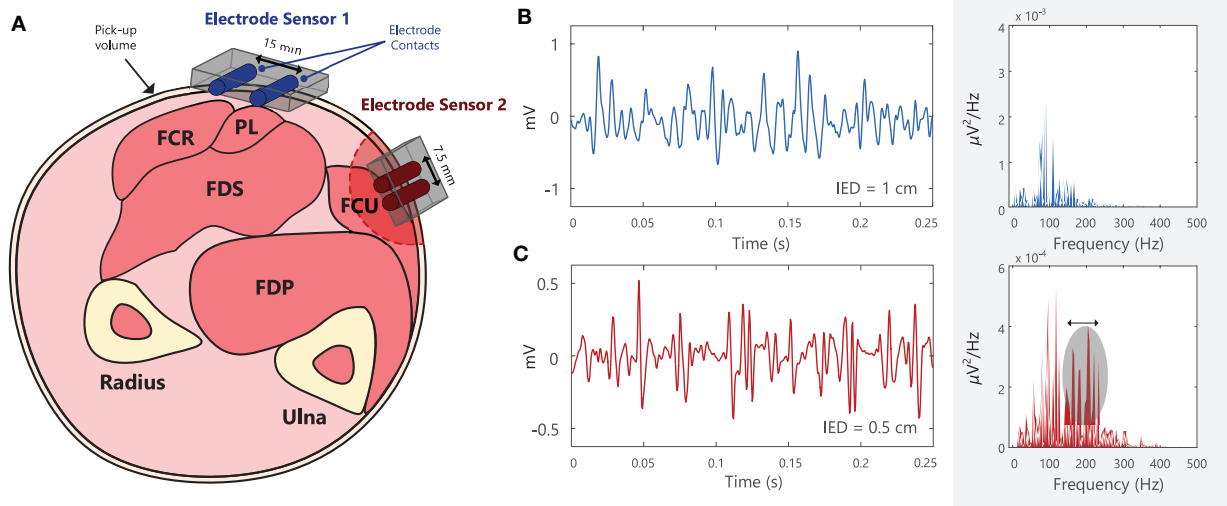 A
Electrode Sensor 1
Pick-up
volume
15 mm
Electrode
Contacts
Electrode Sensor 2
7.5 mm
FCR
PL
FDS
FCU
FDP
Radius
Ulna
B
mV
1
0
-1
IED = 1 cm
0
0.05
0.1
0.15
0.2
0.25
Time (s)
x 10⁻³
μV²/Hz
4
3
2
1
0
0
100
200
300
400
500
Frequency (Hz)
C
mV
0.5
0
-0.5
IED = 0.5 cm
0
0.05
0.1
0.15
0.2
0.25
Time (s)
x 10⁻⁴
μV²/Hz
6
4
2
0
0
100
200
300
400
500
Frequency (Hz)